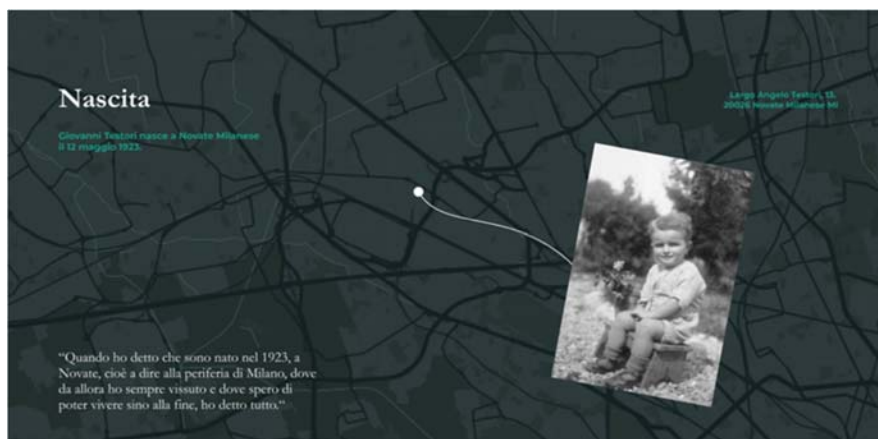 Nascita
Giovanni Testori nasce a Novate Milanese
il 12 maggio 1923.
Largo Angelo Testori, 13,
20026 Novate Milanese MI
“Quando ho detto che sono nato nel 1923, a
Novate, cioè a dire alla periferia di Milano, dove
da allora ho sempre vissuto e dove spero di
poter vivere sino alla fine, ho detto tutto.“